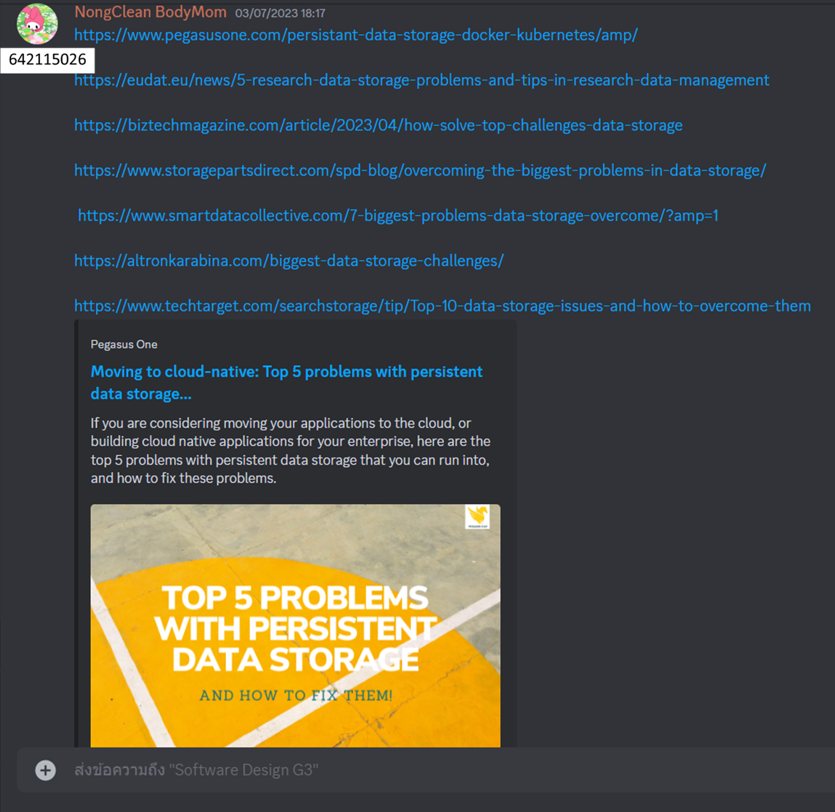 NongClean BodyMom 03/07/2023 18:17
https://www.pegasusone.com/persistant-data-storage-docker-kubernetes/amp/
642115026
https://eudat.eu/news/5-research-data-storage-problems-and-tips-in-research-data-management
https://biztechmagazine.com/article/2023/04/how-solve-top-challenges-data-storage
https://www.storagepartsdirect.com/spd-blog/overcoming-the-biggest-problems-in-data-storage/
https://www.smartdatacollective.com/7-biggest-problems-data-storage-overcome/?amp=1
https://altronkarabina.com/biggest-data-storage-challenges/
https://www.techtarget.com/searchstorage/tip/Top-10-data-storage-issues-and-how-to-overcome-them
Pegasus One
Moving to cloud-native: Top 5 problems with persistent
data storage...
If you are considering moving your applications to the cloud, or
building cloud native applications for your enterprise, here are the
top 5 problems with persistent data storage that you can run into,
and how to fix these problems.
TOP 5 PROBLEMS
WITH PERSISTENT
DATA STORAGE
AND HOW TO FIX THEM!
ส่งข้อความถึง "Software Design G3"